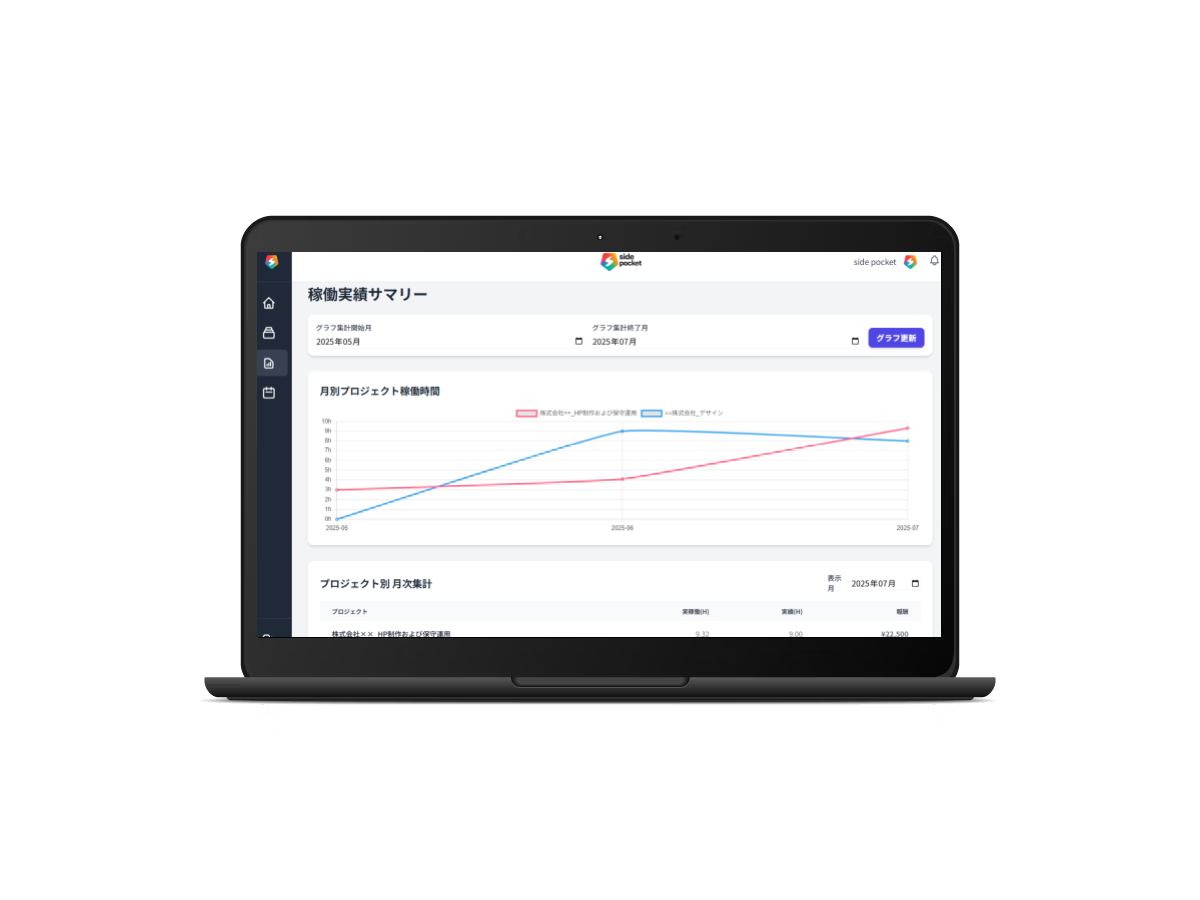 side
pocket
side pocket
稼働実績サマリー
グラフ集計開始月
グラフ集計終了月
2025年05月
2025年07月
グラフ更新
月別プロジェクト稼働時間
株式会社××_HP制作および保守運用
××株式会社_デザイン
10h
9h
8h
7h
6h
5h
4h
3h
2h
1h
0h
2025-05
2025-06
2025-07
プロジェクト別 月次集計
表示
月
2025年07月
プロジェクト
実稼働(H)
実績(H)
報酬
株式会社××_HP制作および保守運用
9.32
9.00
¥22,500